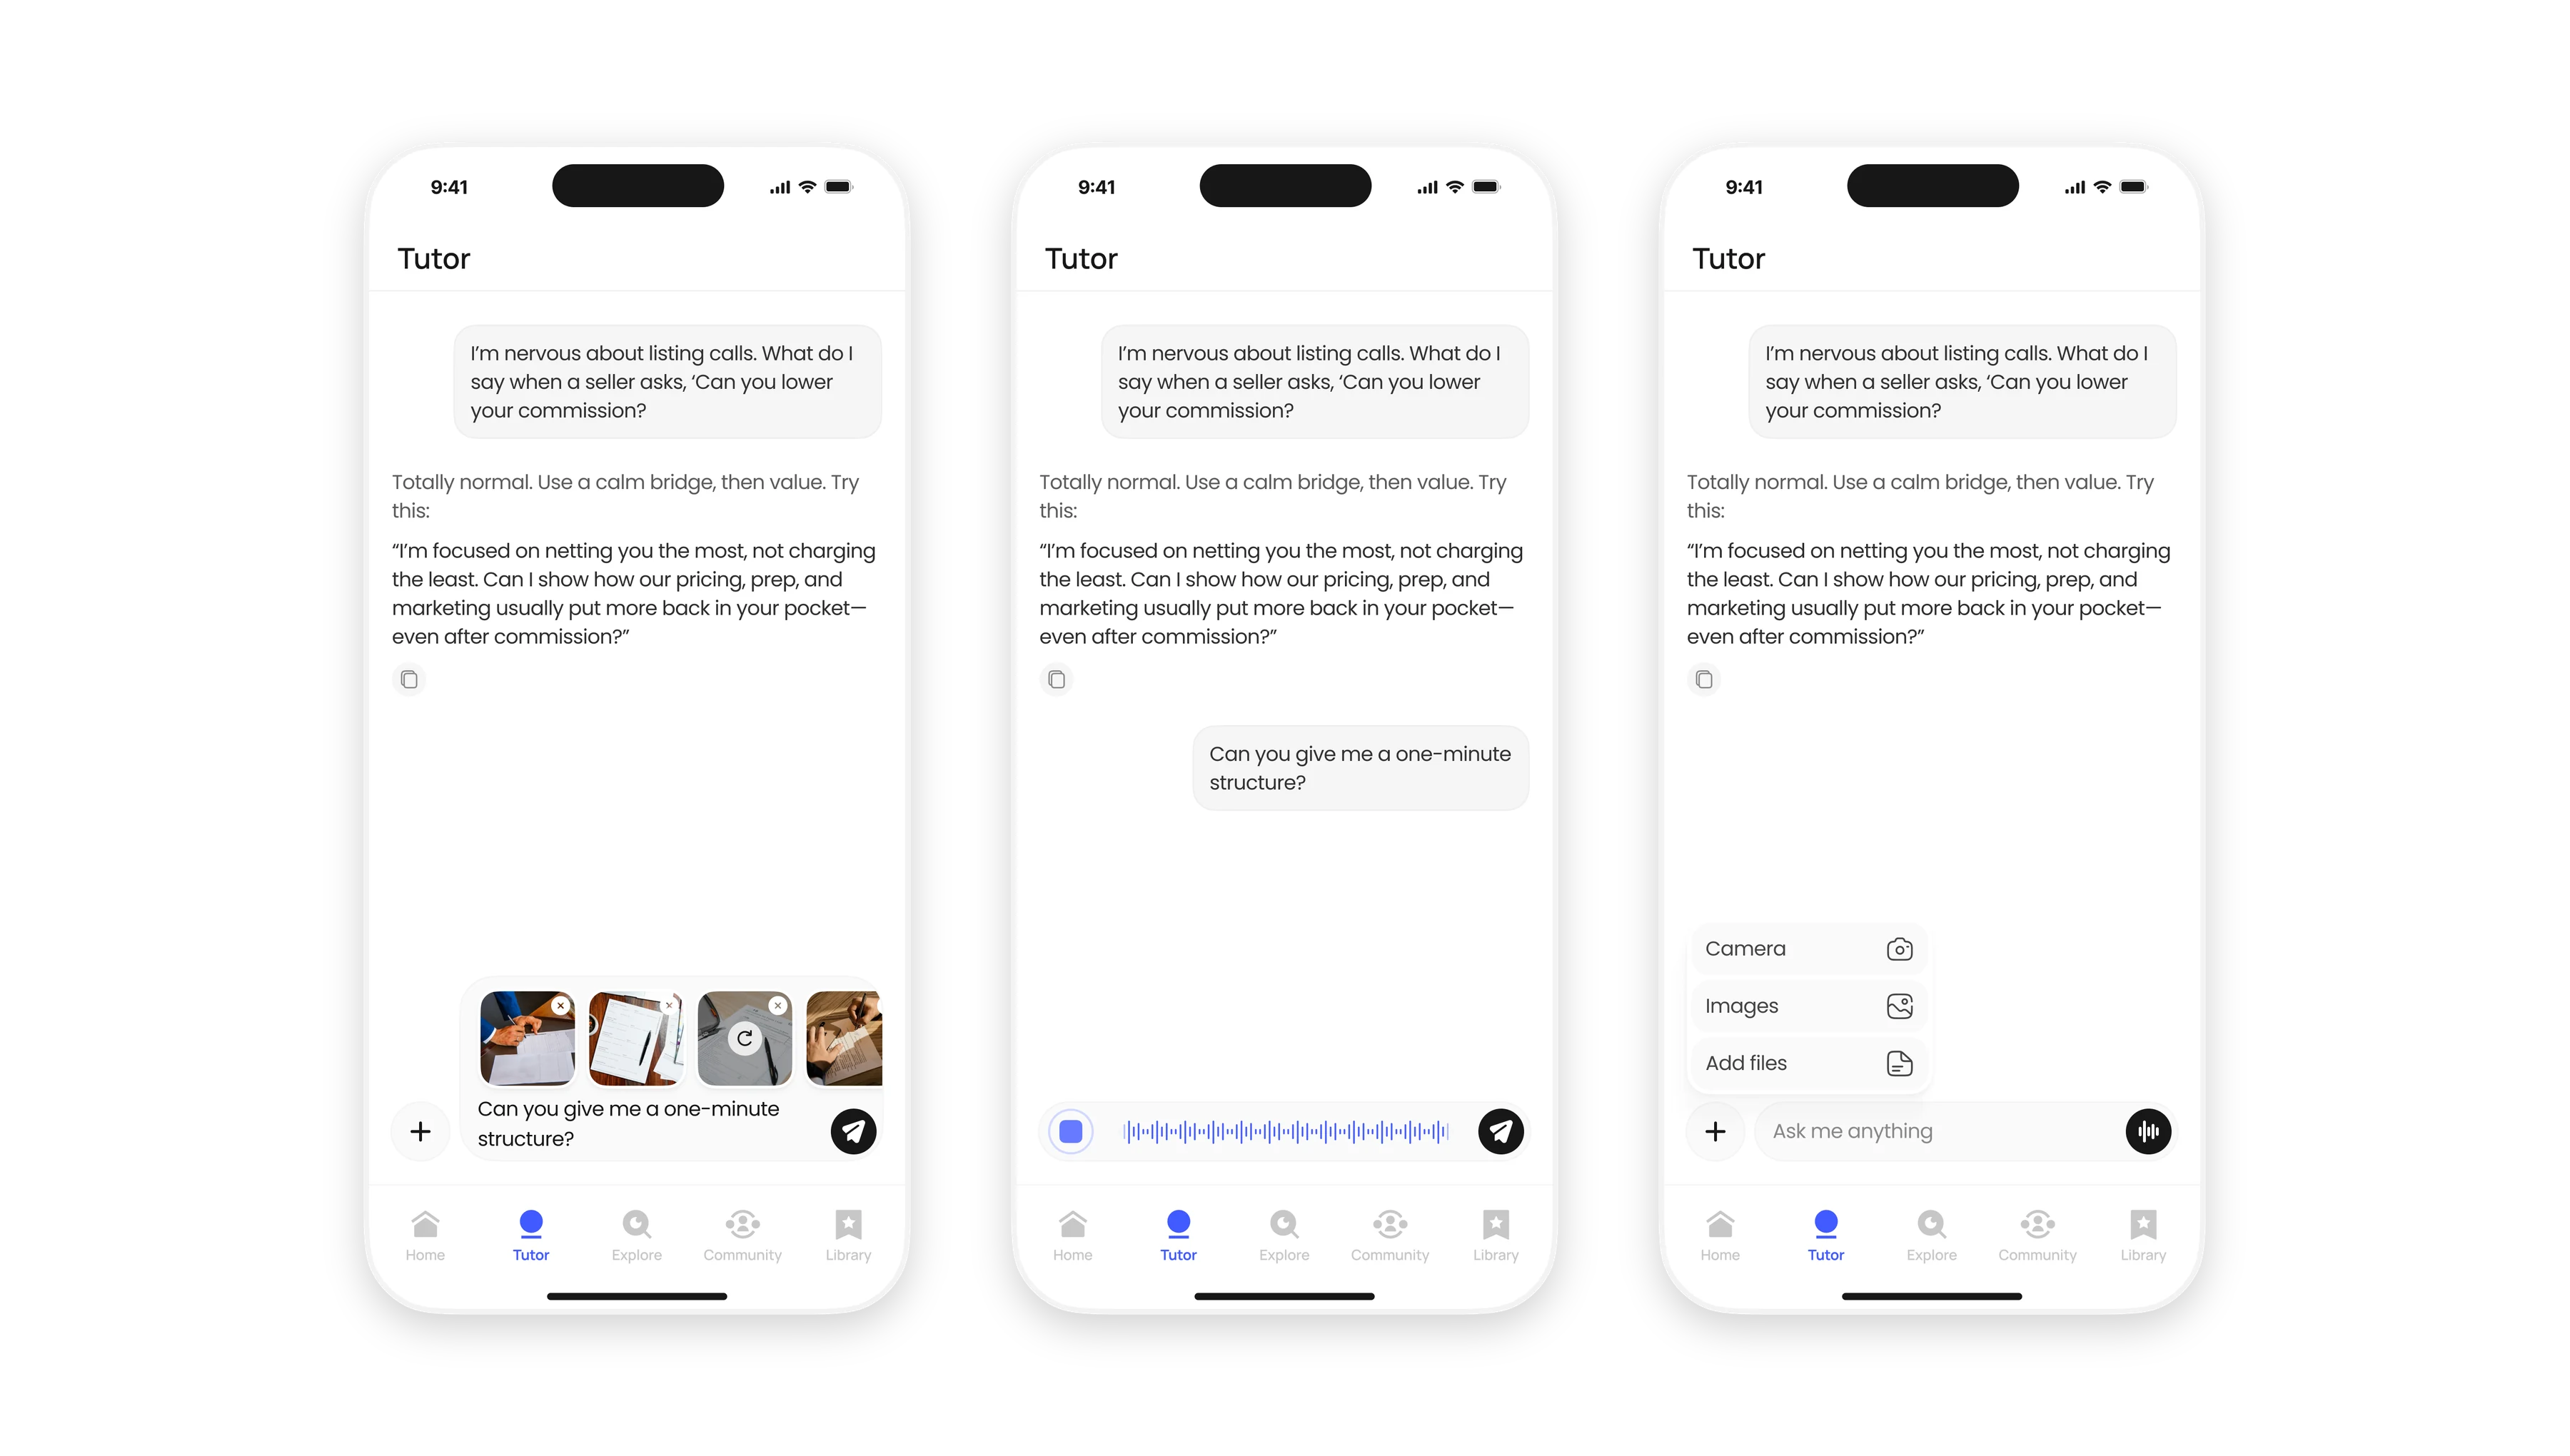 9:41
Tutor
I’m nervous about listing calls. What do I
say when a seller asks, ‘Can you lower
your commission?
Totally normal. Use a calm bridge, then value. Try
this:
“I’m focused on netting you the most, not charging
the least. Can I show how our pricing, prep, and
marketing usually put more back in your pocket—
even after commission?”
Can you give me a one-minute
structure?
Home
Tutor
Explore
Community
Library
9:41
Tutor
I’m nervous about listing calls. What do I
say when a seller asks, ‘Can you lower
your commission?
Totally normal. Use a calm bridge, then value. Try
this:
“I’m focused on netting you the most, not charging
the least. Can I show how our pricing, prep, and
marketing usually put more back in your pocket—
even after commission?”
Can you give me a one-minute
structure?
Home
Tutor
Explore
Community
Library
9:41
Tutor
I’m nervous about listing calls. What do I
say when a seller asks, ‘Can you lower
your commission?
Totally normal. Use a calm bridge, then value. Try
this:
“I’m focused on netting you the most, not charging
the least. Can I show how our pricing, prep, and
marketing usually put more back in your pocket—
even after commission?”
Camera
Images
Add files
Ask me anything
Home
Tutor
Explore
Community
Library